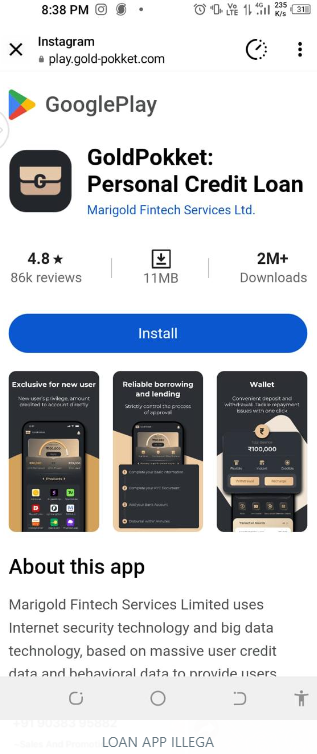 8:38 PM
Vo LTE 4G 235 K/s 31
Instagram
play.gold-pokket.com
GooglePlay
GoldPokket:
Personal Credit Loan
Marigold Fintech Services Ltd.
4.8 ★ 2M+
86k reviews 11MB Downloads
Install
Exclusive for new user Reliable borrowing and lending Wallet
New user's privilege, amount
credited to account directly
Strictly control the process
of approval
Convenient deposit and
withdrawal, tackle repayment
issues with one click
₹100,000
About this app
Marigold Fintech Services Limited uses
Internet security technology and big data
technology, based on massive user credit
data and behavioral data to provide users
LOAN APP ILLEGA